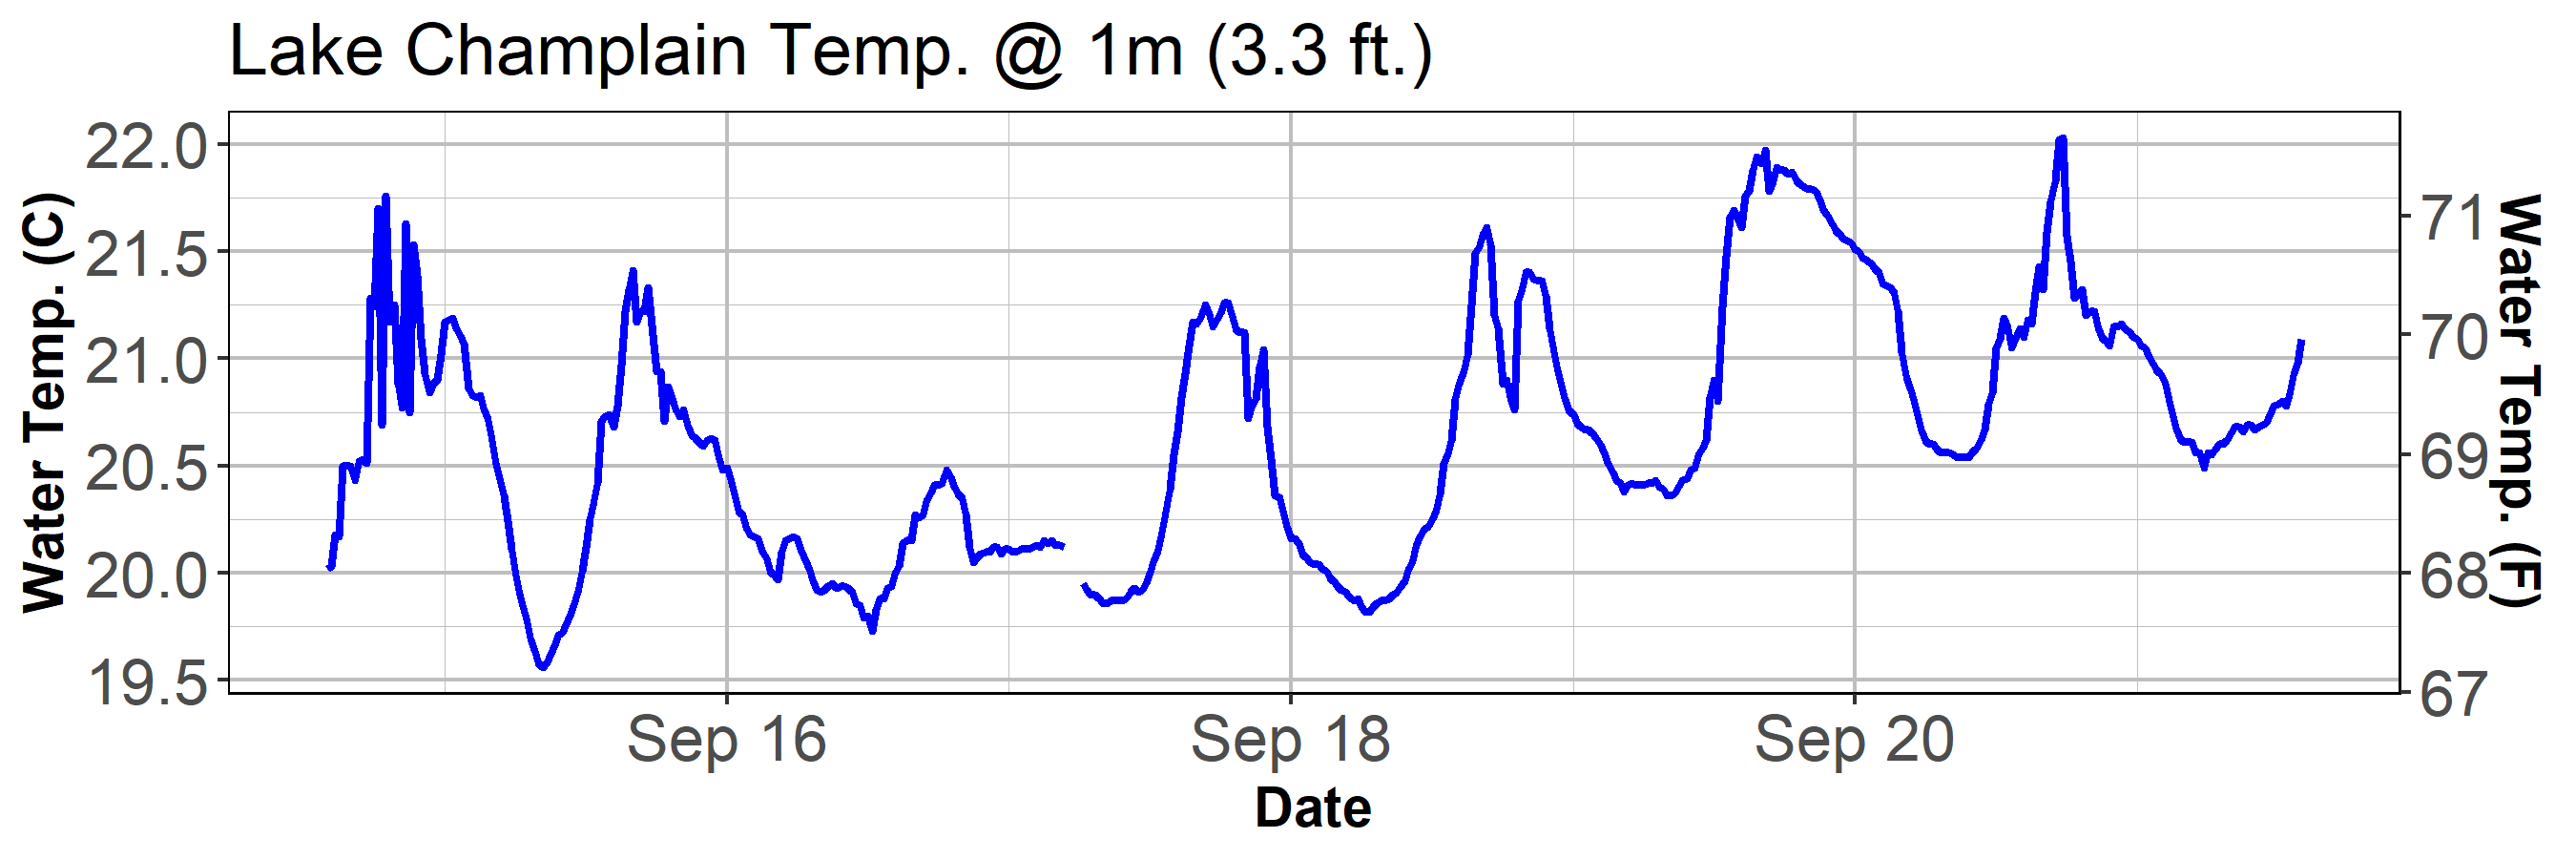 Lake Champlain Temp. @ 1m (3.3 ft.)
Water Temp. (C)
22.0
21.5
21.0
20.5
20.0
19.5
71
70
69
68
67
Water Temp. (F)
Sep 16
Sep 18
Sep 20
Date